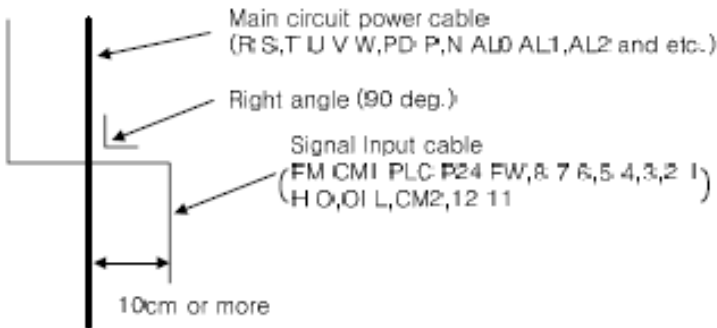 Main circuit power cable
(R,S,T,U,V,W,PD,P,N,AL0,AL1,AL2 and etc.)
Right angle (90 deg.)
Signal Input cable
(FM,CM1,PLC,P24,FW,8,7,6,5,4,3,2,1
H,O,OI,L,CM2,12,11)
10cm or more